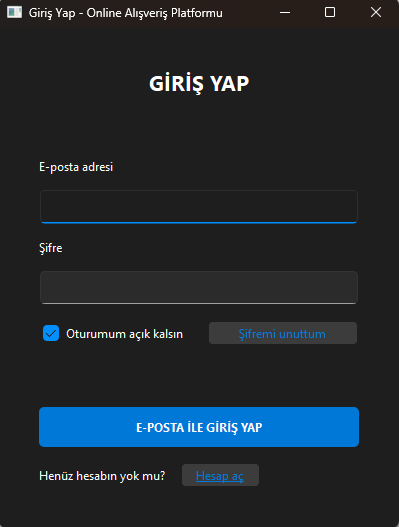 Giriş Yap - Online Alışveriş Platformu
GİRİŞ YAP
E-posta adresi
Şifre
Oturumum açık kalsın Şifremi unuttum
E-POSTA İLE GİRİŞ YAP
Henüz hesabın yok mu? Hesap aç